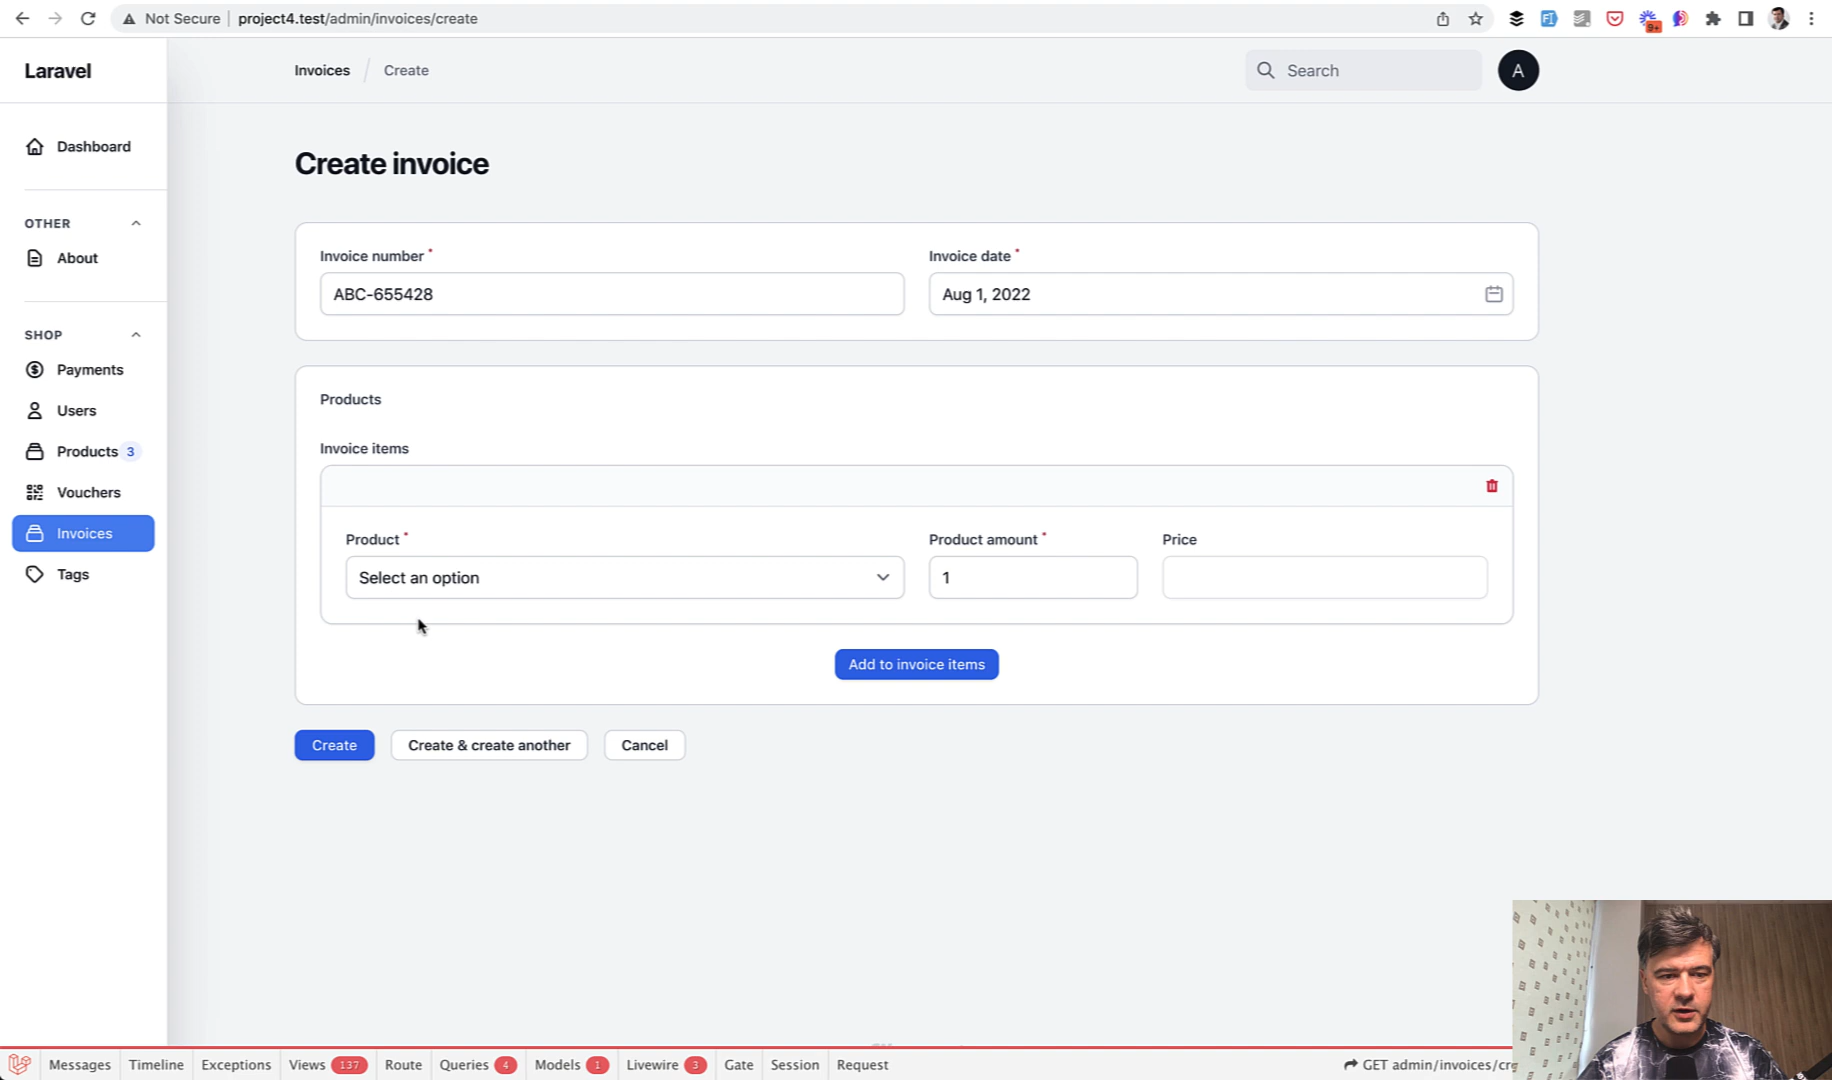 Not Secure project4.test/admin/invoices/create
9+
Laravel
Invoices / Create
Search
A
Dashboard
OTHER
About
SHOP
Payments
Users
Products 3
Vouchers
Invoices
Tags
Create invoice
Invoice number *
Invoice date *
ABC-655428
Aug 1, 2022
Products
Invoice items
Product *
Product amount *
Price
Select an option
1
Add to invoice items
Create
Create & create another
Cancel
Messages Timeline Exceptions Views 137 Route Queries 4 Models 1 Livewire 3 Gate Session Request GET admin/invoices/cre